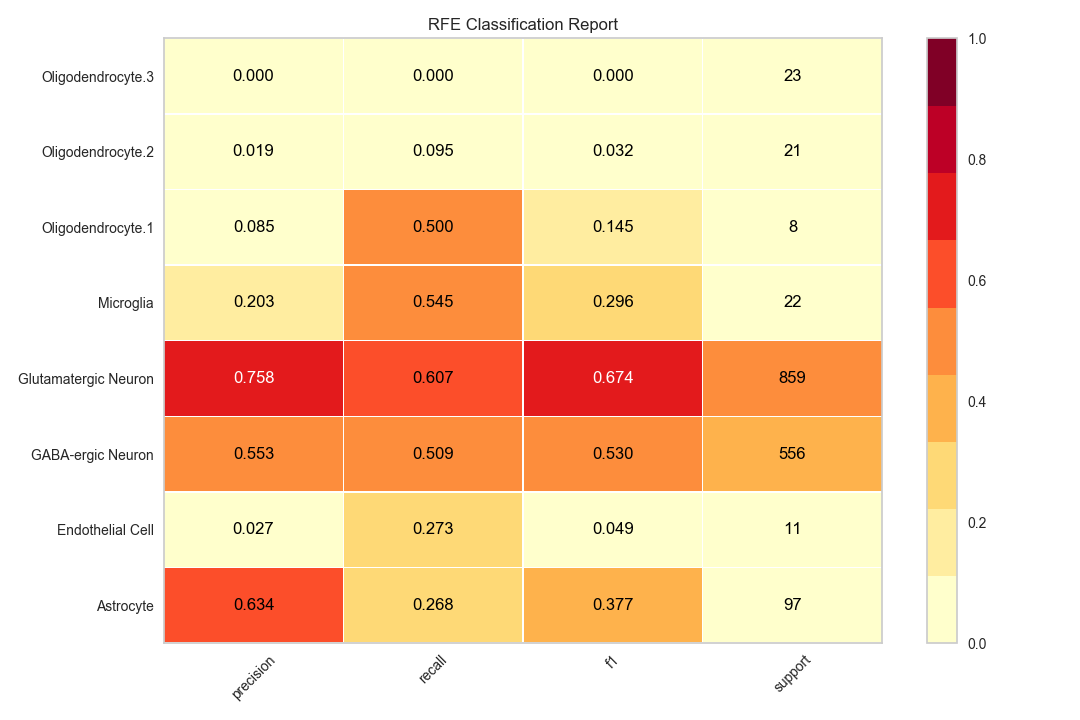 RFE Classification Report
Oligodendrocyte.3 0.000 0.000 0.000 23
Oligodendrocyte.2 0.019 0.095 0.032 21
Oligodendrocyte.1 0.085 0.500 0.145 8
Microglia 0.203 0.545 0.296 22
Glutamatergic Neuron 0.758 0.607 0.674 859
GABA-ergic Neuron 0.553 0.509 0.530 556
Endothelial Cell 0.027 0.273 0.049 11
Astrocyte 0.634 0.268 0.377 97
precision recall f1 support
1.0
0.8
0.6
0.4
0.2
0.0